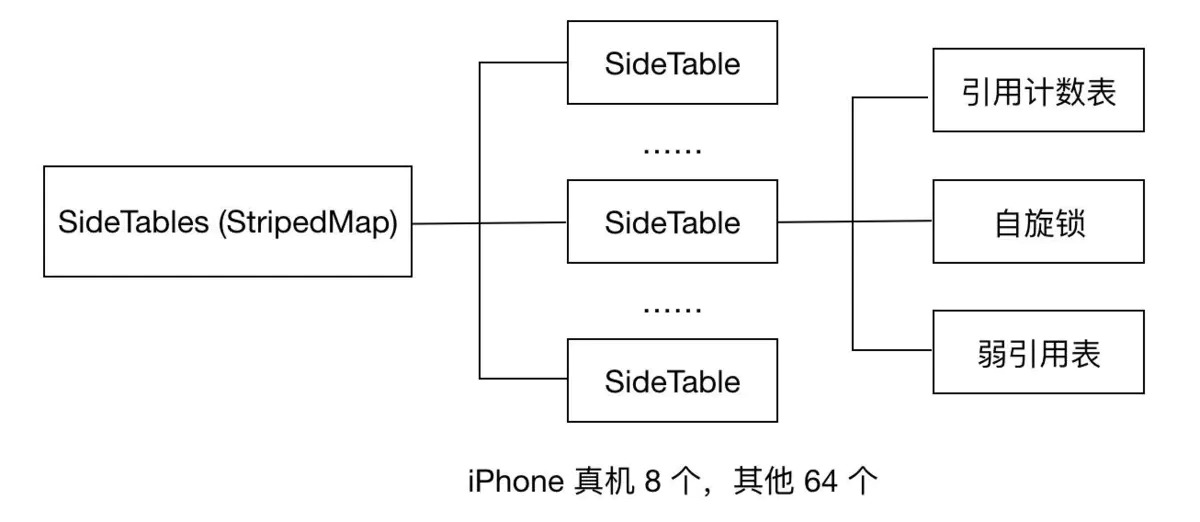 SideTable
引用计数表
......
SideTables (StripedMap)
SideTable
自旋锁
......
弱引用表
SideTable
iPhone 真机 8 个，其他 64 个